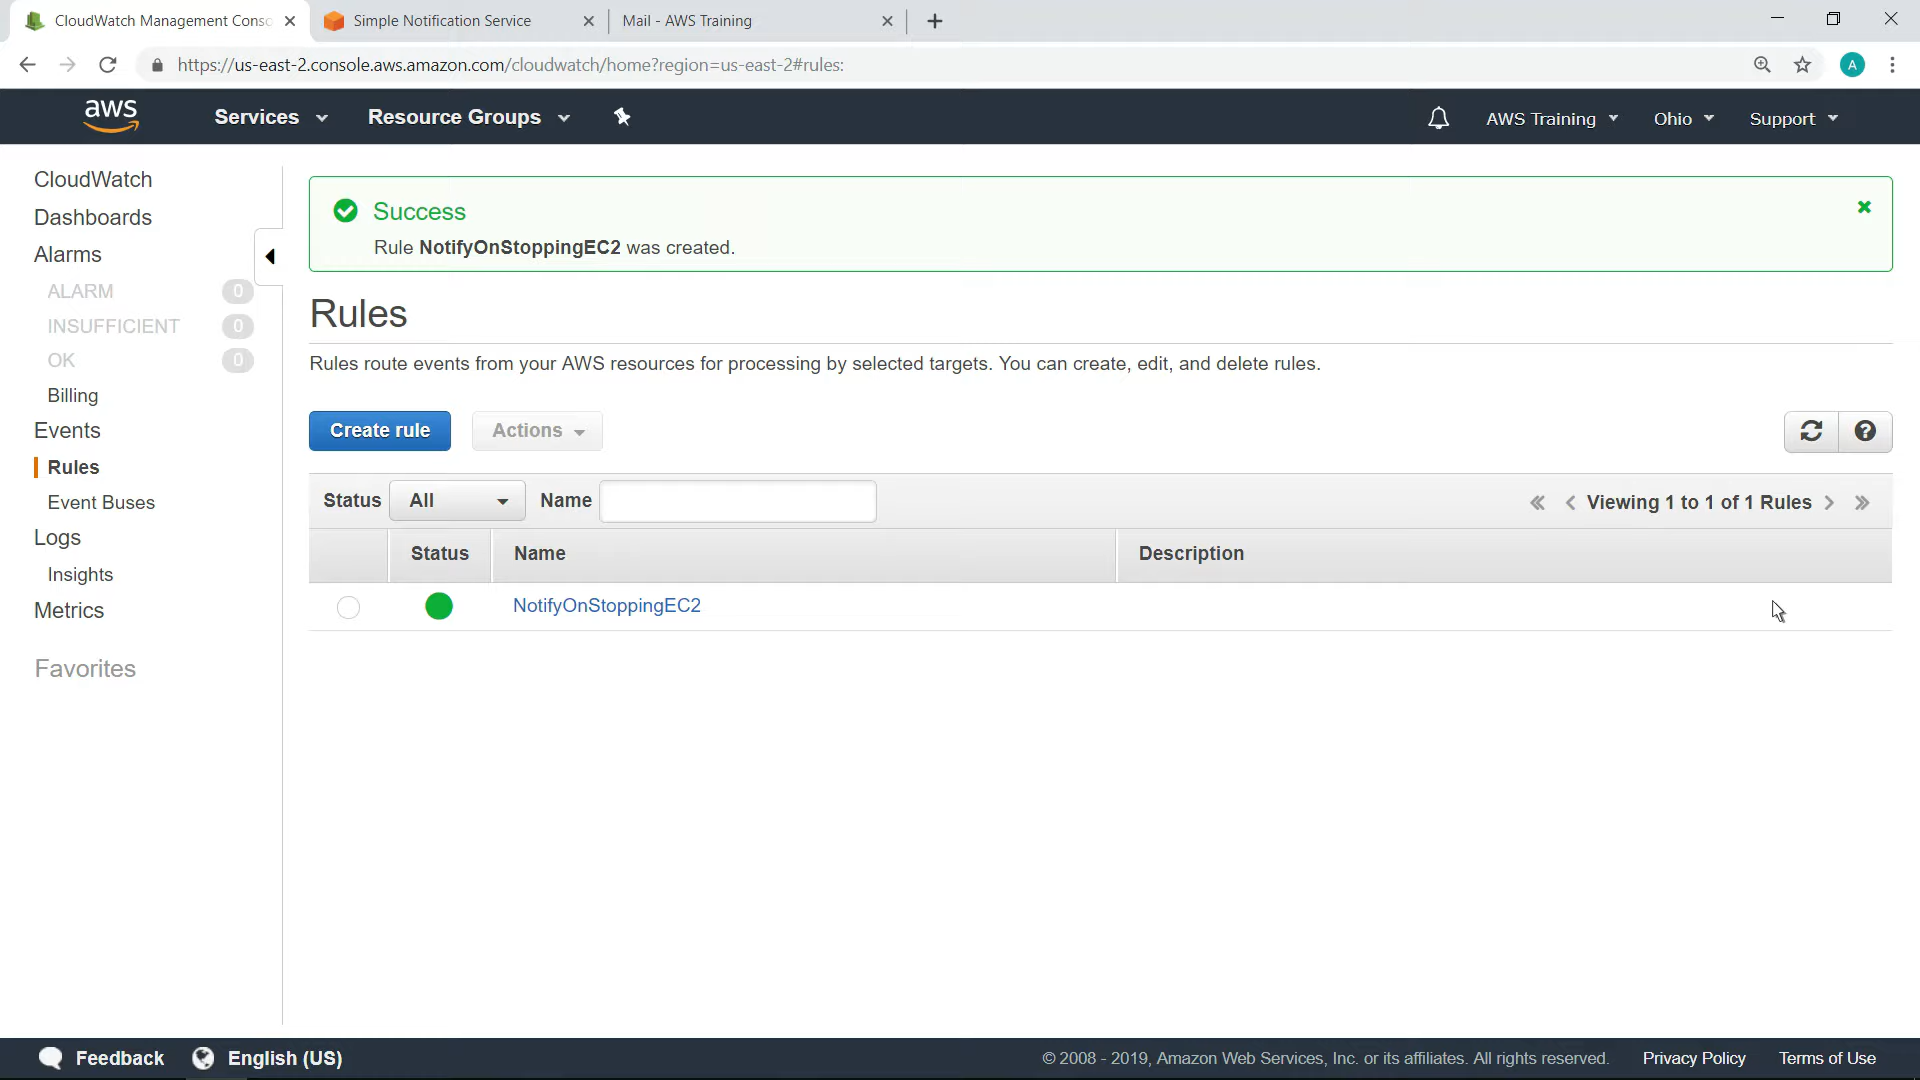 CloudWatch Management Conso
Simple Notification Service
Mail - AWS Training
https://us-east-2.console.aws.amazon.com/cloudwatch/home?region=us-east-2#rules:
A
aws
Services
Resource Groups
AWS Training
Ohio
Support
CloudWatch
Dashboards
Alarms
ALARM 0
INSUFFICIENT 0
OK 0
Billing
Events
Rules
Event Buses
Logs
Insights
Metrics
Favorites
Success
Rule NotifyOnStoppingEC2 was created.
Rules
Rules route events from your AWS resources for processing by selected targets. You can create, edit, and delete rules.
Create rule
Actions
Status All Name
Viewing 1 to 1 of 1 Rules
Status Name Description
NotifyOnStoppingEC2
Feedback
English (US)
© 2008 - 2019, Amazon Web Services, Inc. or its affiliates. All rights reserved.
Privacy Policy
Terms of Use